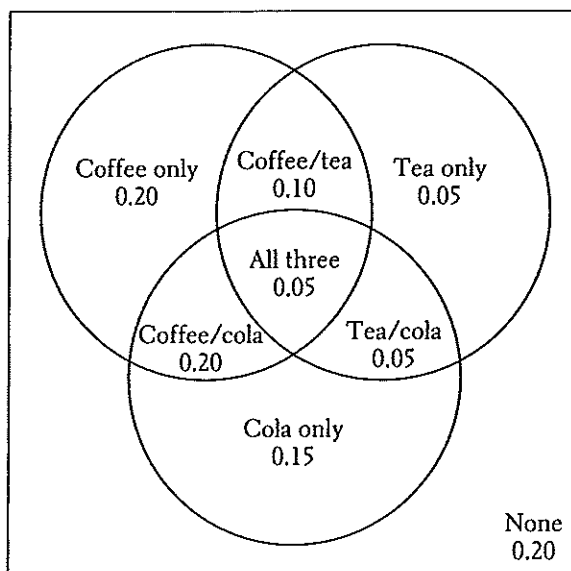 Coffee only
0.20
Coffee/tea
0.10
Tea only
0.05
All three
0.05
Coffee/cola
0.20
Tea/cola
0.05
Cola only
0.15
None
0.20